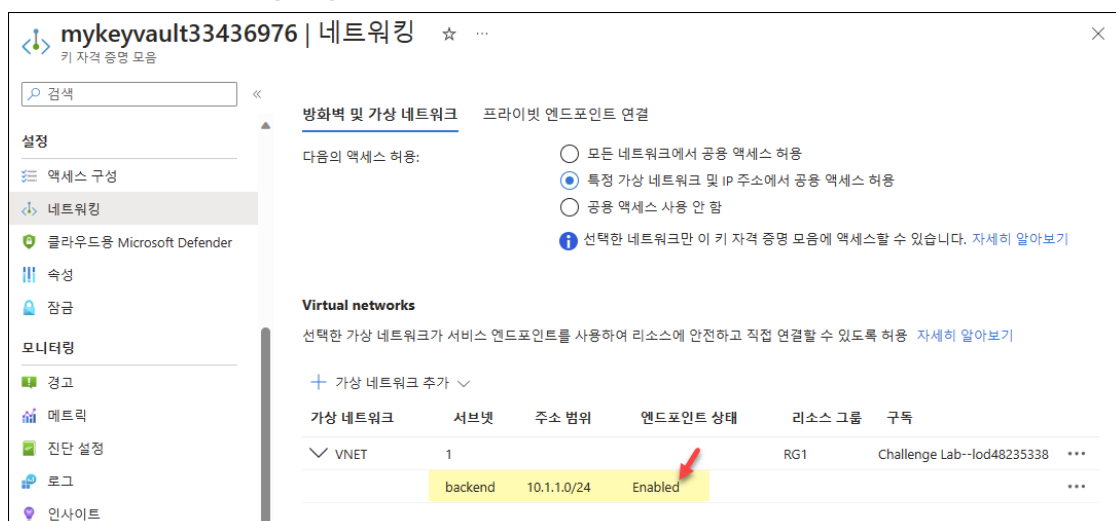 mykeyvault33436976 | 네트워킹
키 자격 증명 모음
검색
설정
액세스 구성
네트워킹
클라우드용 Microsoft Defender
속성
잠금
모니터링
경고
메트릭
진단 설정
로그
인사이트
방화벽 및 가상 네트워크 프라이빗 엔드포인트 연결
다음의 액세스 허용:
모든 네트워크에서 공용 액세스 허용
특정 가상 네트워크 및 IP 주소에서 공용 액세스 허용
공용 액세스 사용 안 함
선택한 네트워크만 이 키 자격 증명 모음에 액세스할 수 있습니다. 자세히 알아보기
Virtual networks
선택한 가상 네트워크가 서비스 엔드포인트를 사용하여 리소스에 안전하고 직접 연결할 수 있도록 허용 자세히 알아보기
가상 네트워크 추가
가상 네트워크 서브넷 주소 범위 엔드포인트 상태 리소스 그룹 구독
VNET 1 RG1 Challenge Lab--lod48235338
backend 10.1.1.0/24 Enabled